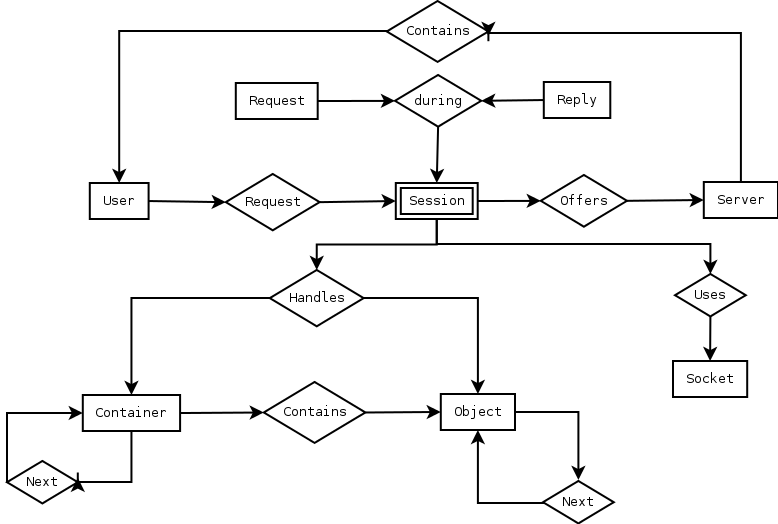 Contains
Request
during
Reply
User
Request
Session
Offers
Server
Handles
Uses
Socket
Container
Contains
Object
Next
Next